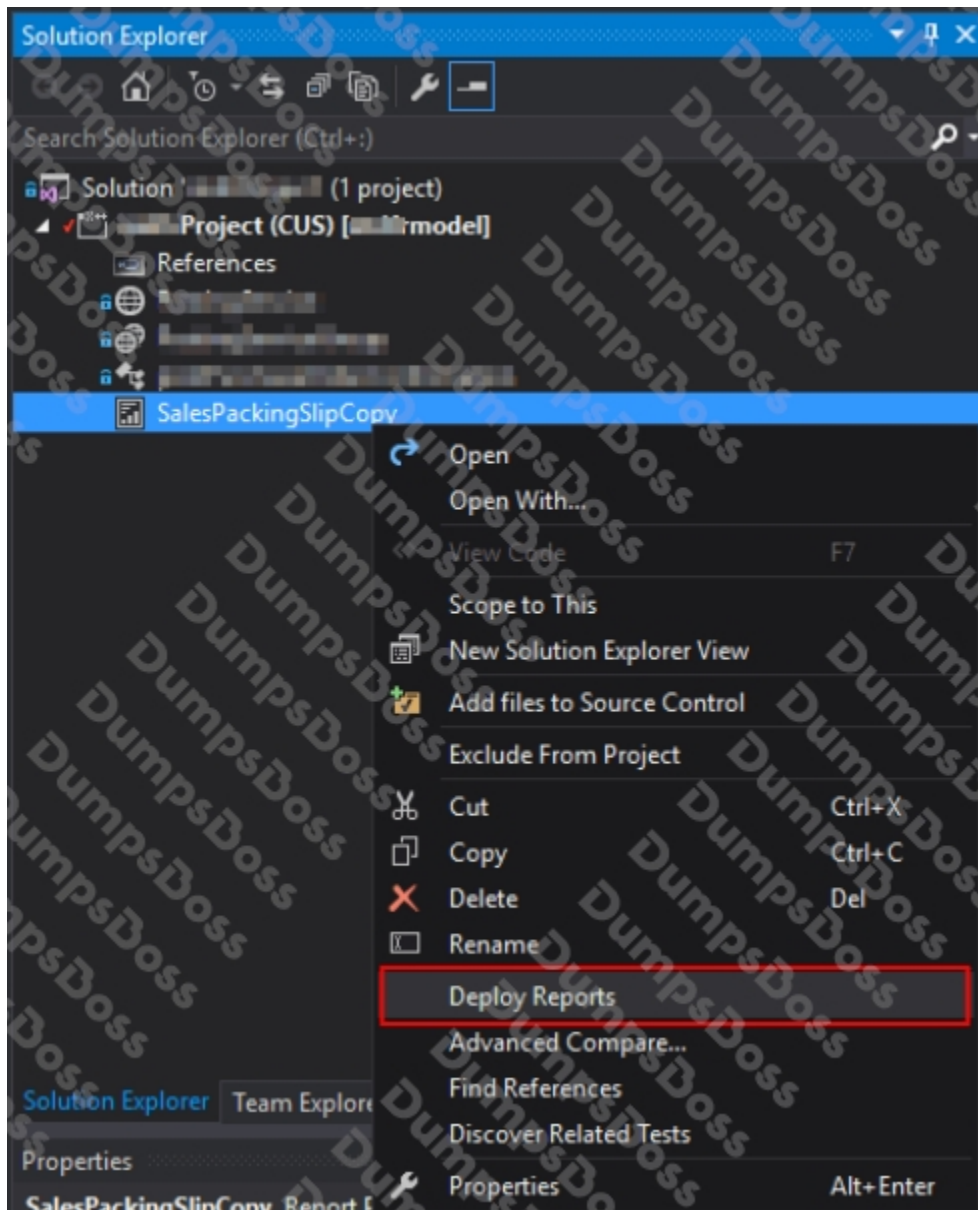 Solution Explorer
Search Solution Explorer (Ctrl+:)
Solution ' (1 project)
Project (CUS) [ rmodel]
References
SalesPackingSlipCopy
Open
Open With...
View Code F7
Scope to This
New Solution Explorer View
Add files to Source Control
Exclude From Project
Cut Ctrl+X
Copy Ctrl+C
Delete Del
Rename
Deploy Reports
Advanced Compare...
Find References
Discover Related Tests
Properties Alt+Enter
Solution Explorer Team Explore
Properties
SalesPackingSlipCopy Report
DumpsBoss